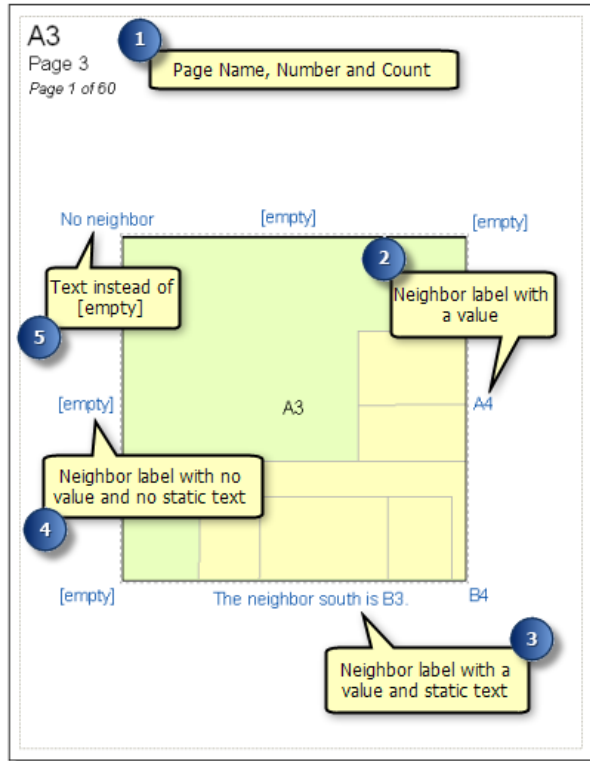 A3
1
Page 3
Page Name, Number and Count
Page 1 of 60
No neighbor
[empty]
[empty]
2
Text instead of
[empty]
Neighbor label with
a value
5
[empty]
A3
A4
Neighbor label with no
value and no static text
4
[empty]
The neighbor south is B3.
B4
3
Neighbor label with a
value and static text